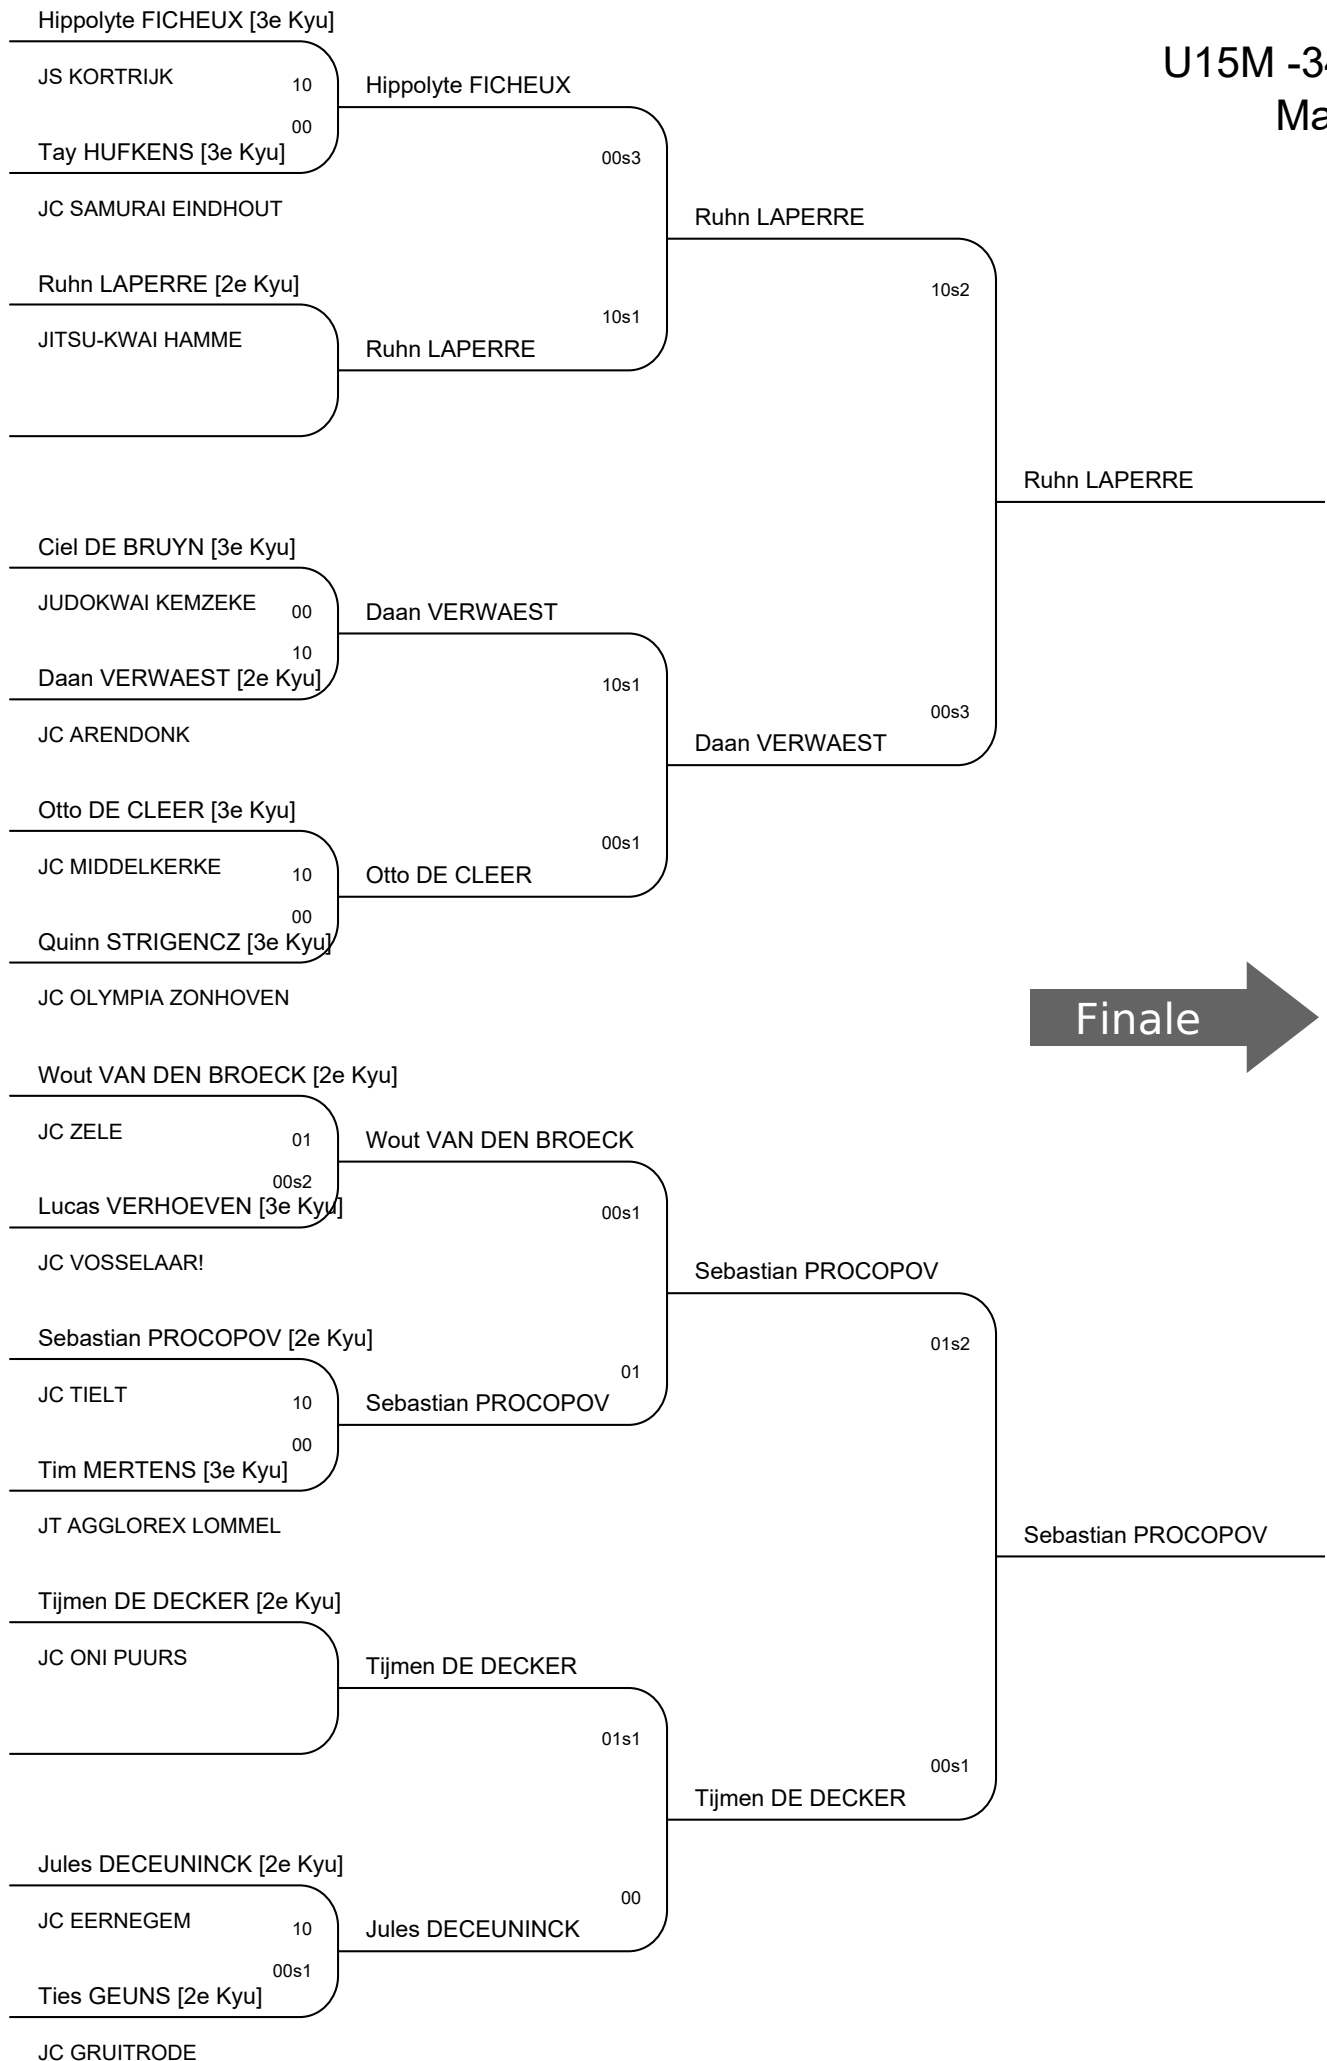 Hippolyte FICHEUX [3e Kyu]
JS KORTRIJK
10
00
Tay HUFKENS [3e Kyu]
JC SAMURAI EINDHOUT
Ruhn LAPERRE [2e Kyu]
JITSU-KWAI HAMME
Ciel DE BRUYN [3e Kyu]
JUDOKWAI KEMZEKE
00
10
Daan VERWAEST [2e Kyu]
JC ARENDONK
Otto DE CLEER [3e Kyu]
JC MIDDELKERKE
10
00
Quinn STRIGENCZ [3e Kyu]
JC OLYMPIA ZONHOVEN
Wout VAN DEN BROECK [2e Kyu]
JC ZELE
01
00s2
Lucas VERHOEVEN [3e Kyu]
JC VOSSELAAR!
Sebastian PROCOPOV [2e Kyu]
JC TIELT
10
00
Tim MERTENS [3e Kyu]
JT AGGLOREX LOMMEL
Tijmen DE DECKER [2e Kyu]
JC ONI PUURS
Jules DECEUNINCK [2e Kyu]
JC EERNEGEM
10
00s1
Ties GEUNS [2e Kyu]
JC GRUITRODE
Hippolyte FICHEUX
00s3
10s1
Ruhn LAPERRE
Daan VERWAEST
10s1
00s1
Otto DE CLEER
Wout VAN DEN BROECK
00s1
01
Sebastian PROCOPOV
Tijmen DE DECKER
01s1
00
Jules DECEUNINCK
Ruhn LAPERRE
10s2
00s3
Daan VERWAEST
Sebastian PROCOPOV
01s2
00s1
Tijmen DE DECKER
U15M -34
Ma
Ruhn LAPERRE
Finale
Sebastian PROCOPOV